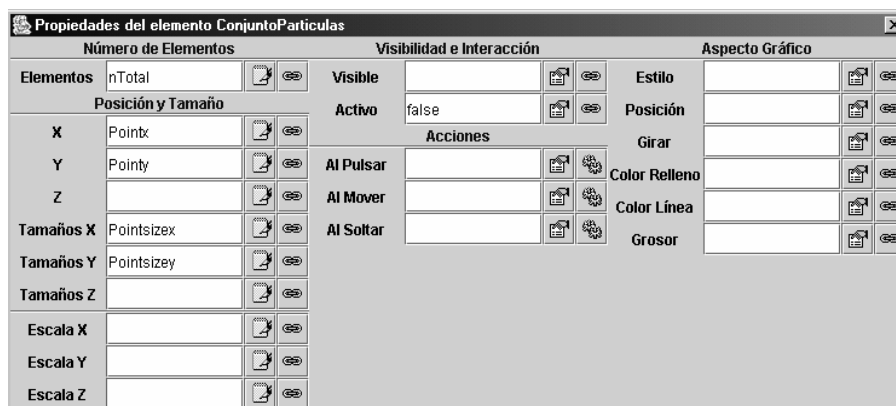 Propiedades del elemento ConjuntoParticulas
Número de Elementos
Elementos nTotal
Posición y Tamaño
X Pointx
Y Pointy
Z
Tamaños X Pointsizex
Tamaños Y Pointsizey
Tamaños Z
Escala X
Escala Y
Escala Z
Visibilidad e Interacción
Visible
Activo false
Acciones
Al Pulsar
Al Mover
Al Soltar
Aspecto Gráfico
Estilo
Posición
Girar
Color Relleno
Color Línea
Grosor